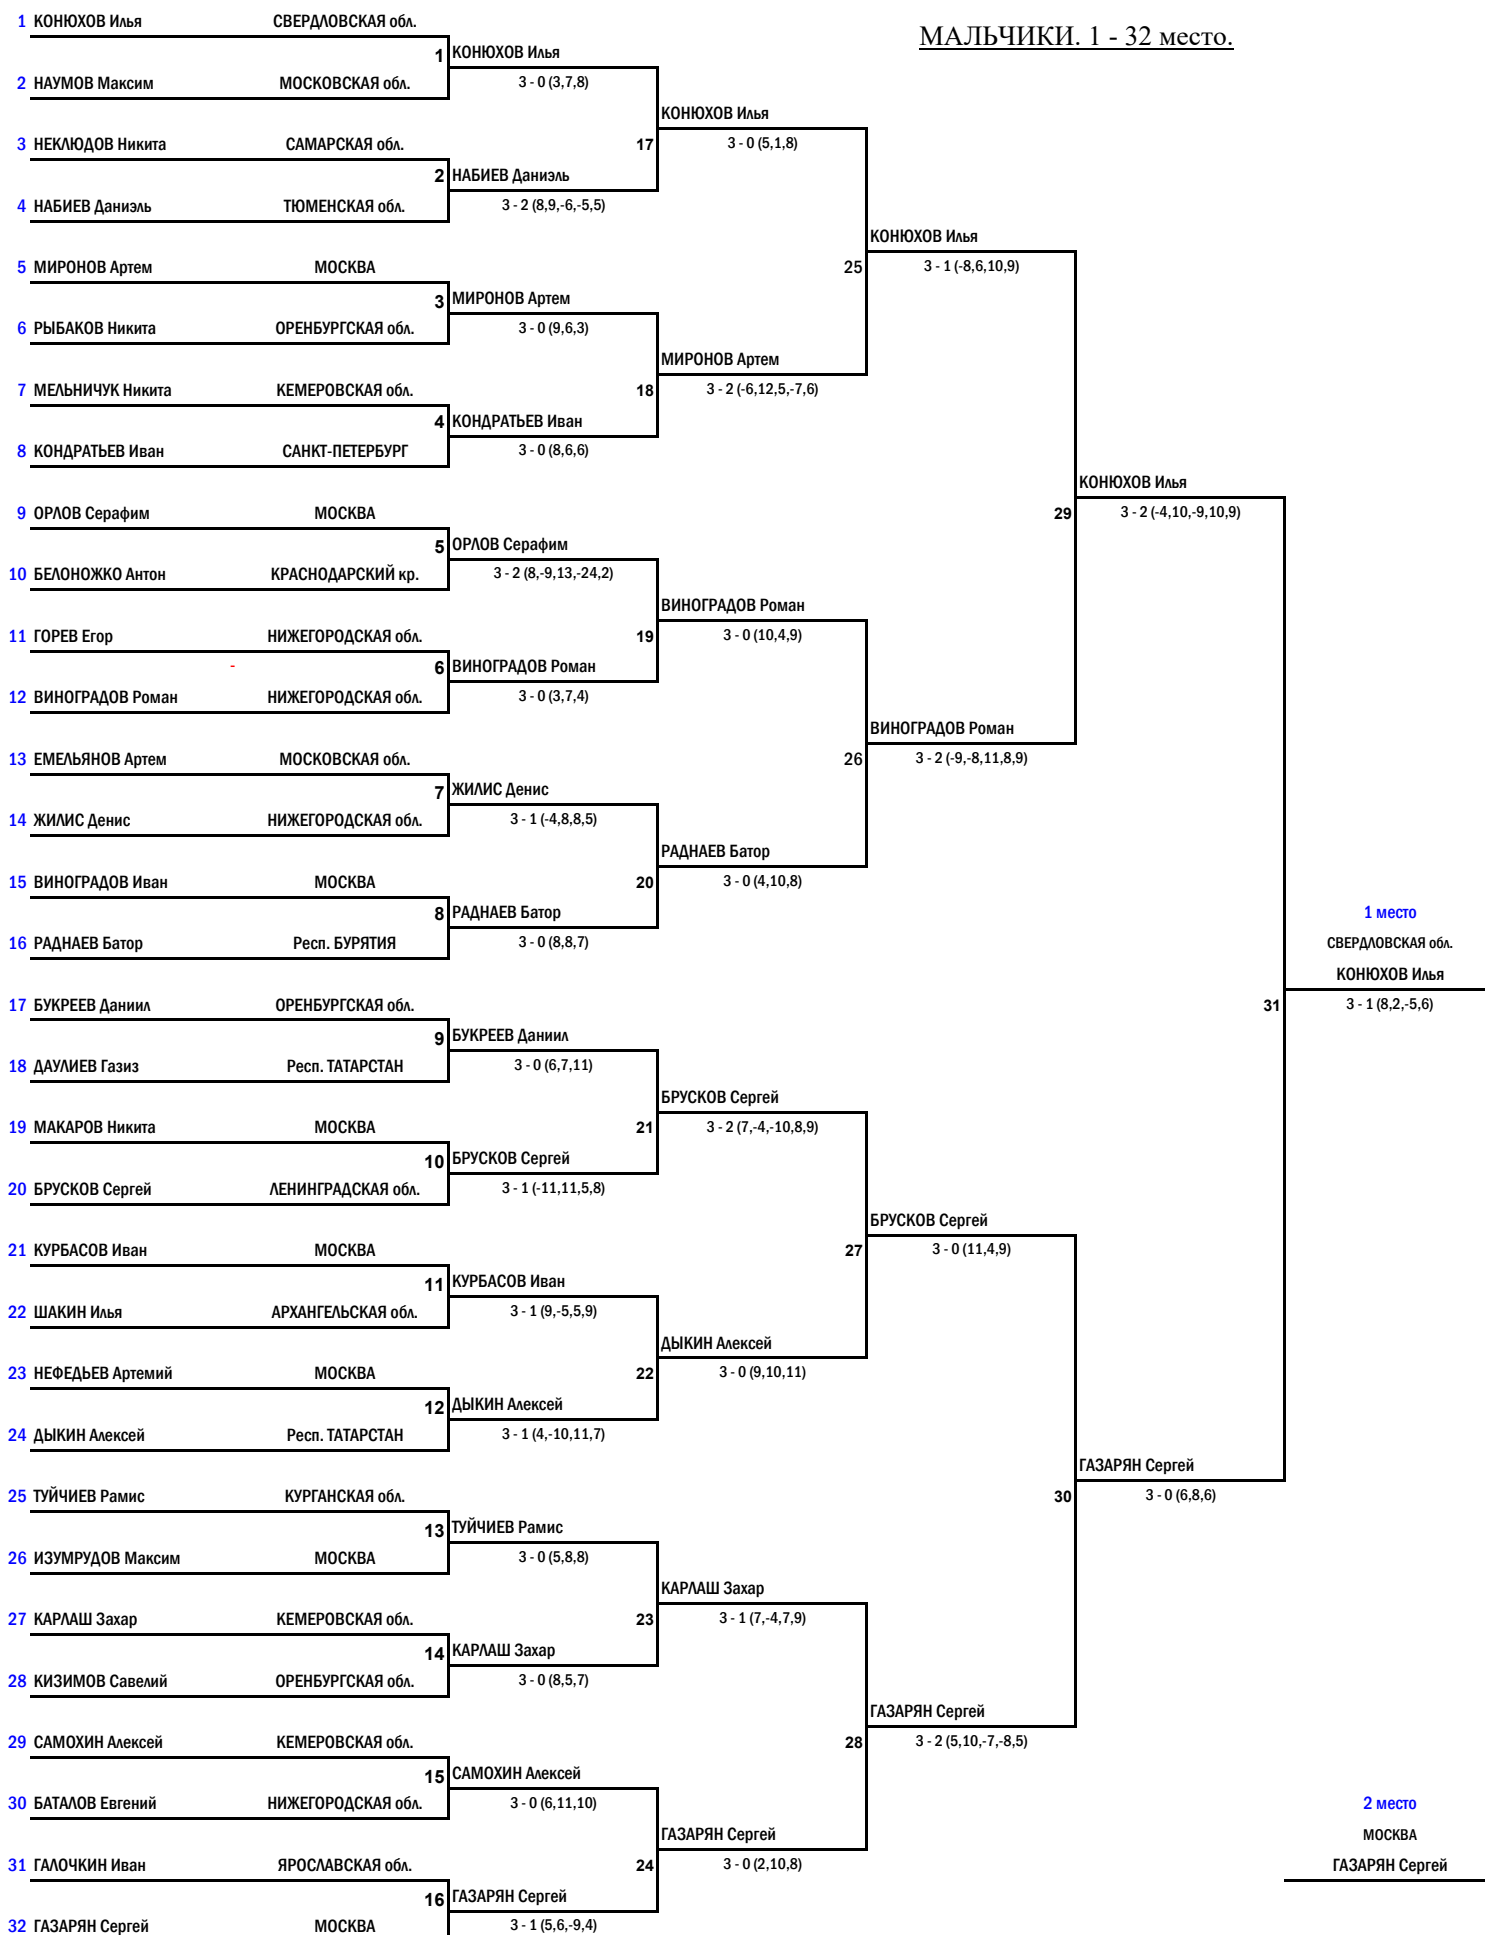 МАЛЬЧИКИ. 1 - 32 место.
1 КОНЮХОВ Илья СВЕРДЛОВСКАЯ обл.
1 КОНЮХОВ Илья
2 НАУМОВ Максим МОСКОВСКАЯ обл. 3 - 0 (3,7,8)
КОНЮХОВ Илья
3 НЕКЛЮДОВ Никита САМАРСКАЯ обл. 17 3 - 0 (5,1,8)
2 НАБИЕВ Даниэль
4 НАБИЕВ Даниэль ТЮМЕНСКАЯ обл. 3 - 2 (8,9,-6,-5,5)
КОНЮХОВ Илья
5 МИРОНОВ Артем МОСКВА 25 3 - 1 (-8,6,10,9)
3 МИРОНОВ Артем
6 РЫБАКОВ Никита ОРЕНБУРГСКАЯ обл. 3 - 0 (9,6,3)
МИРОНОВ Артем
7 МЕЛЬНИЧУК Никита КЕМЕРОВСКАЯ обл. 18 3 - 2 (-6,12,5,-7,6)
4 КОНДРАТЬЕВ Иван
8 КОНДРАТЬЕВ Иван САНКТ-ПЕТЕРБУРГ 3 - 0 (8,6,6)
КОНЮХОВ Илья
9 ОРЛОВ Серафим МОСКВА 29 3 - 2 (-4,10,-9,10,9)
5 ОРЛОВ Серафим
10 БЕЛОНОЖКО Антон КРАСНОДАРСКИЙ кр. 3 - 2 (8,-9,13,-24,2)
ВИНОГРАДОВ Роман
11 ГОРЕВ Егор НИЖЕГОРОДСКАЯ обл. 19 3 - 0 (10,4,9)
- 6 ВИНОГРАДОВ Роман
12 ВИНОГРАДОВ Роман НИЖЕГОРОДСКАЯ обл. 3 - 0 (3,7,4)
ВИНОГРАДОВ Роман
13 ЕМЕЛЬЯНОВ Артем МОСКОВСКАЯ обл. 26 3 - 2 (-9,-8,11,8,9)
7 ЖИЛИС Денис
14 ЖИЛИС Денис НИЖЕГОРОДСКАЯ обл. 3 - 1 (-4,8,8,5)
РАДНАЕВ Батор
15 ВИНОГРАДОВ Иван МОСКВА 20 3 - 0 (4,10,8)
8 РАДНАЕВ Батор 1 место
16 РАДНАЕВ Батор Респ. БУРЯТИЯ 3 - 0 (8,8,7) СВЕРДЛОВСКАЯ обл.
КОНЮХОВ Илья
17 БУКРЕЕВ Даниил ОРЕНБУРГСКАЯ обл. 31 3 - 1 (8,2,-5,6)
9 БУКРЕЕВ Даниил
18 ДАУЛИЕВ Газиз Респ. ТАТАРСТАН 3 - 0 (6,7,11)
БРУСКОВ Сергей
19 МАКАРОВ Никита МОСКВА 21 3 - 2 (7,-4,-10,8,9)
10 БРУСКОВ Сергей
20 БРУСКОВ Сергей ЛЕНИНГРАДСКАЯ обл. 3 - 1 (-11,11,5,8)
БРУСКОВ Сергей
21 КУРБАСОВ Иван МОСКВА 27 3 - 0 (11,4,9)
11 КУРБАСОВ Иван
22 ШАКИН Илья АРХАНГЕЛЬСКАЯ обл. 3 - 1 (9,-5,5,9)
ДЫКИН Алексей
23 НЕФЕДЬЕВ Артемий МОСКВА 22 3 - 0 (9,10,11)
12 ДЫКИН Алексей
24 ДЫКИН Алексей Респ. ТАТАРСТАН 3 - 1 (4,-10,11,7)
ГАЗАРЯН Сергей
25 ТУЙЧИЕВ Рамис КУРГАНСКАЯ обл. 30 3 - 0 (6,8,6)
13 ТУЙЧИЕВ Рамис
26 ИЗУМРУДОВ Максим МОСКВА 3 - 0 (5,8,8)
КАРЛАШ Захар
27 КАРЛАШ Захар КЕМЕРОВСКАЯ обл. 23 3 - 1 (7,-4,7,9)
14 КАРЛАШ Захар
28 КИЗИМОВ Савелий ОРЕНБУРГСКАЯ обл. 3 - 0 (8,5,7)
ГАЗАРЯН Сергей
29 САМОХИН Алексей КЕМЕРОВСКАЯ обл. 28 3 - 2 (5,10,-7,-8,5)
15 САМОХИН Алексей
30 БАТАЛОВ Евгений НИЖЕГОРОДСКАЯ обл. 3 - 0 (6,11,10) 2 место
ГАЗАРЯН Сергей МОСКВА
31 ГАЛОЧКИН Иван ЯРОСЛАВСКАЯ обл. 24 3 - 0 (2,10,8) ГАЗАРЯН Сергей
16 ГАЗАРЯН Сергей
32 ГАЗАРЯН Сергей МОСКВА 3 - 1 (5,6,-9,4)